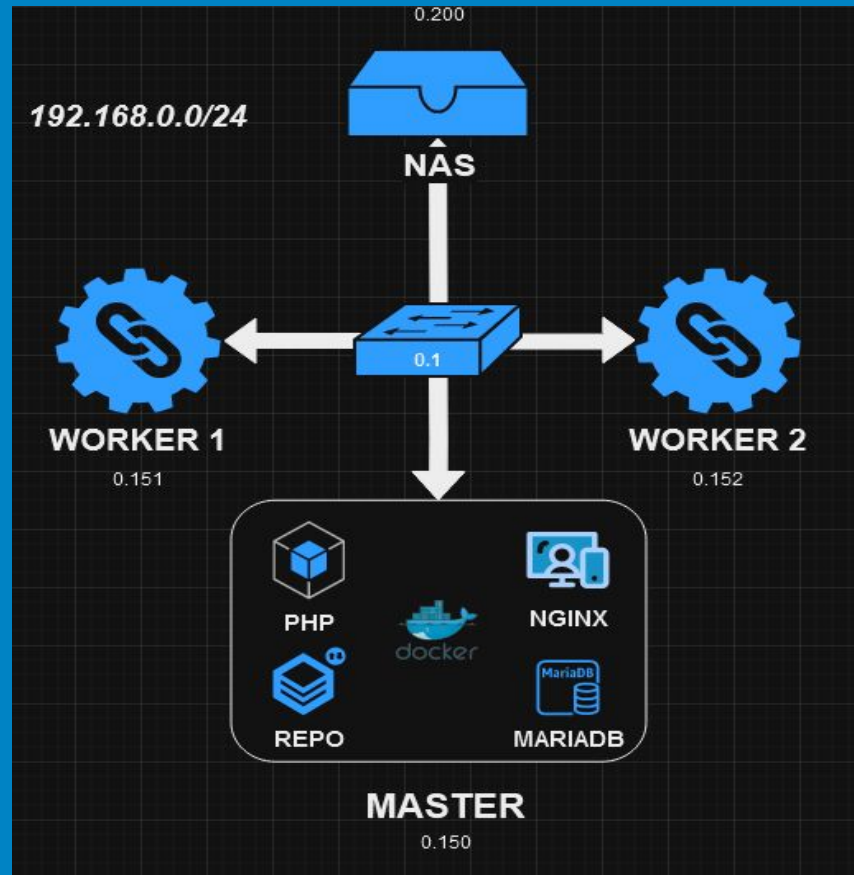 0.200
192.168.0.0/24
NAS
0.1
WORKER 1
0.151
WORKER 2
0.152
PHP
NGINX
docker
REPO
MariaDB
MARIADB
MASTER
0.150